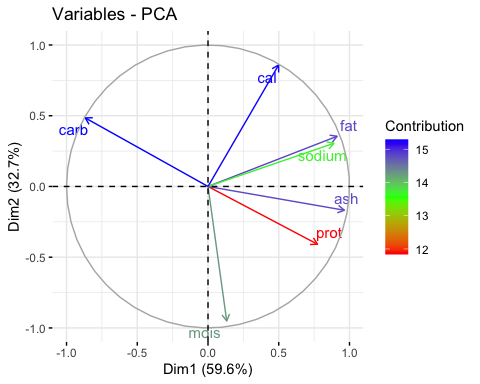 Variables - PCA
1.0
0.5
0.0
-0.5
-1.0
Dim2 (32.7%)
cal
fat
carb
sodium
ash
prot
mois
-1.0 -0.5 0.0 0.5 1.0
Dim1 (59.6%)
Contribution
15
14
13
12